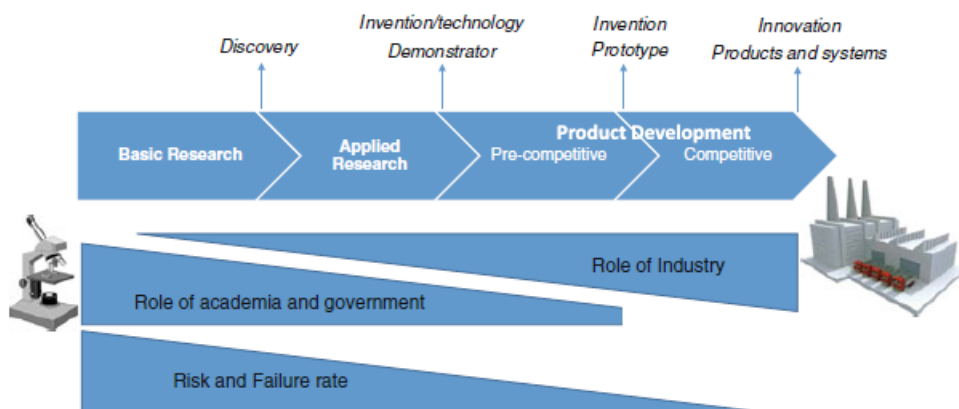 Discovery
Invention/technology
Demonstrator
Invention
Prototype
Innovation
Products and systems
Basic Research
Applied
Research
Product Development
Pre-competitive
Competitive
Role of Industry
Role of academia and government
Risk and Failure rate